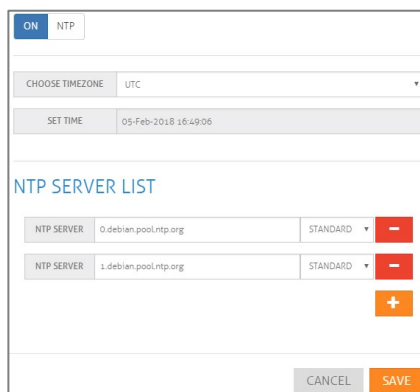 ON NTP
CHOOSE TIMEZONE UTC
SET TIME 05-Feb-2018 16:49:06
NTP SERVER LIST
NTP SERVER 0.debian.pool.ntp.org STANDARD
NTP SERVER 1.debian.pool.ntp.org STANDARD
CANCEL SAVE